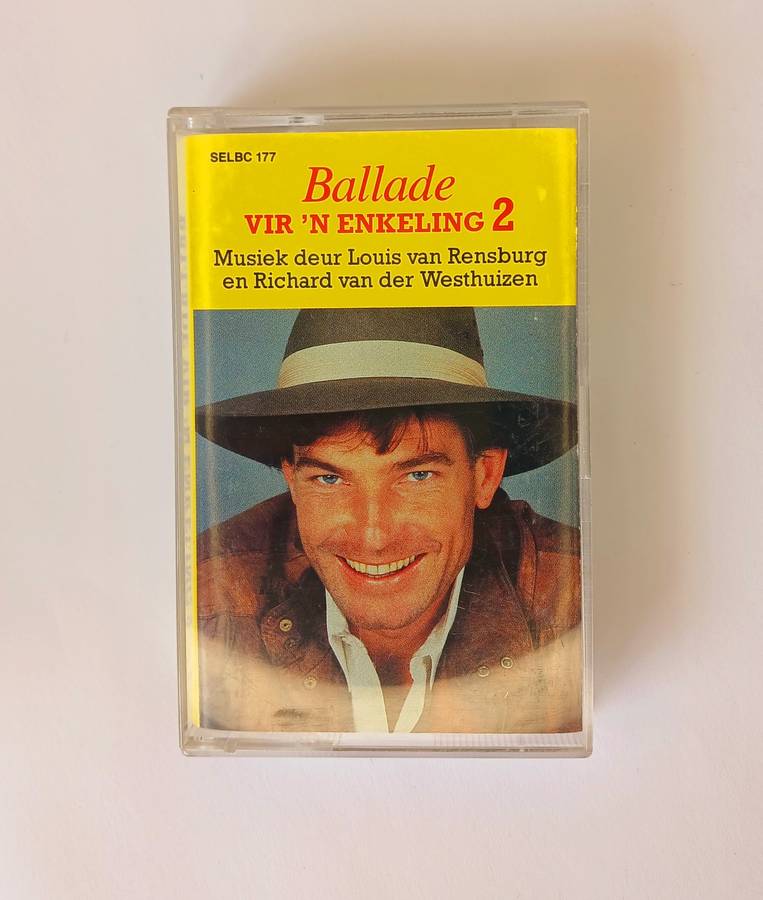 SELBC 177
Ballade
VIR 'N ENKELING 2
Musiek deur Louis van Rensburg
en Richard van der Westhuizen